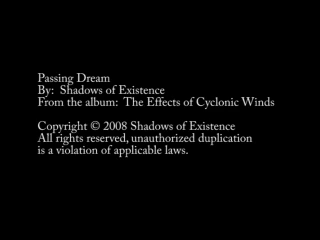 Passing Dream
By:  Shadows of Existence
From the album:  The Effects of Cyclonic Winds
Copyright © 2008 Shadows of Existence
All rights reserved, unauthorized duplication
is a violation of applicable laws.